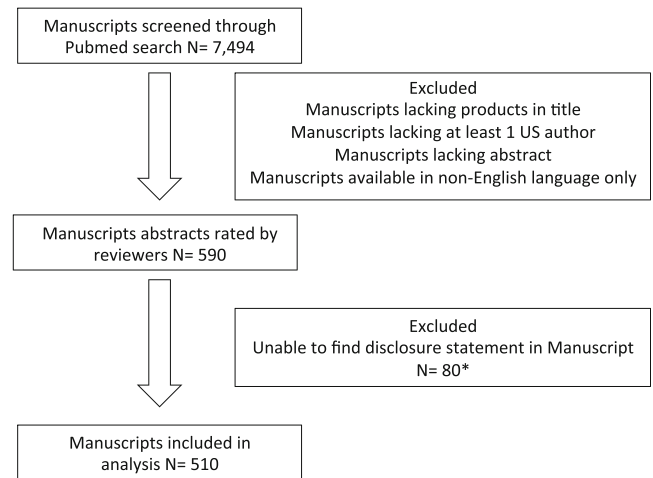 Manuscripts screened through
Pubmed search N= 7,494
Excluded
Manuscripts lacking products in title
Manuscripts lacking at least 1 US author
Manuscripts lacking abstract
Manuscripts available in non-English language only
Manuscripts abstracts rated by
reviewers N= 590
Excluded
Unable to find disclosure statement in Manuscript
N= 80*
Manuscripts included in
analysis N= 510